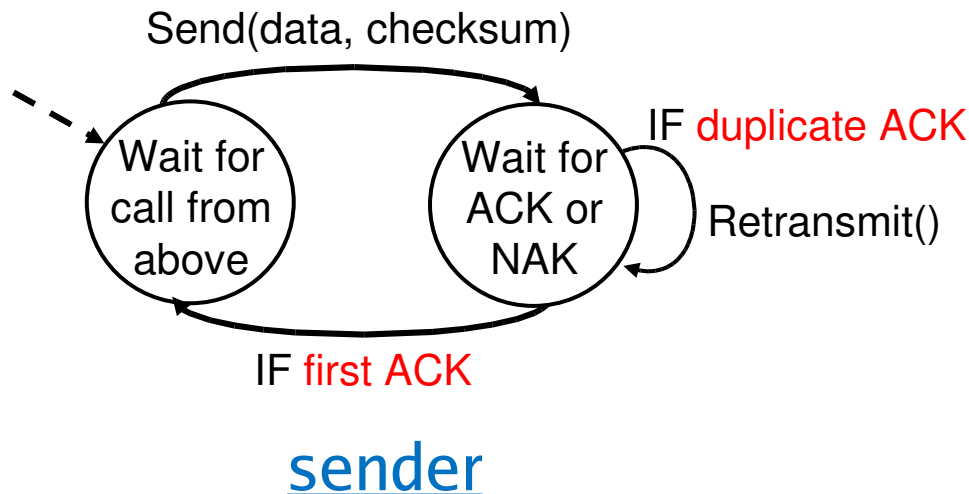 Send(data, checksum)
IF duplicate ACK
Wait for
call from
above
Wait for
ACK or
NAK
Retransmit()
IF first ACK
sender